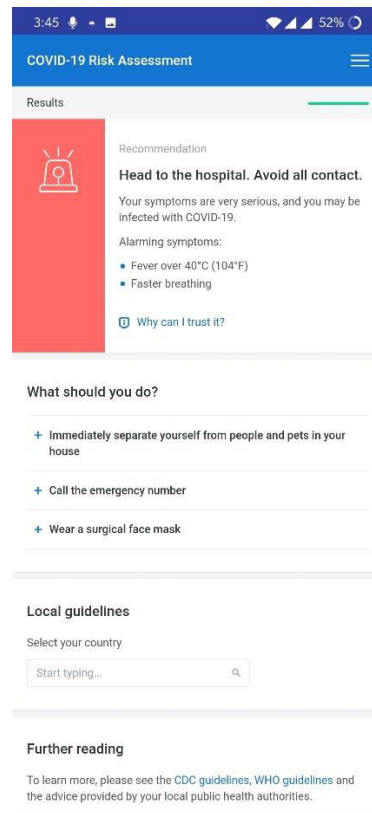 3:45 52%
COVID-19 Risk Assessment
Results
Recommendation
Head to the hospital. Avoid all contact.
Your symptoms are very serious, and you may be
infected with COVID-19.
Alarming symptoms:
• Fever over 40°C (104°F)
• Faster breathing
Why can I trust it?
What should you do?
+ Immediately separate yourself from people and pets in your
house
+ Call the emergency number
+ Wear a surgical face mask
Local guidelines
Select your country
Start typing...
Further reading
To learn more, please see the CDC guidelines, WHO guidelines and
the advice provided by your local public health authorities.